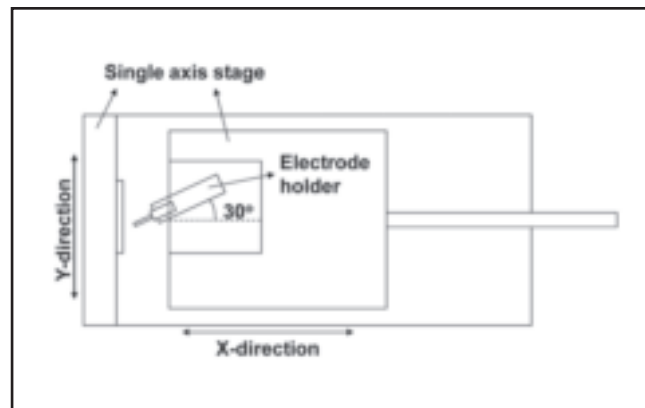 Single axis stage
Electrode
holder
30°
Y-direction
X-direction